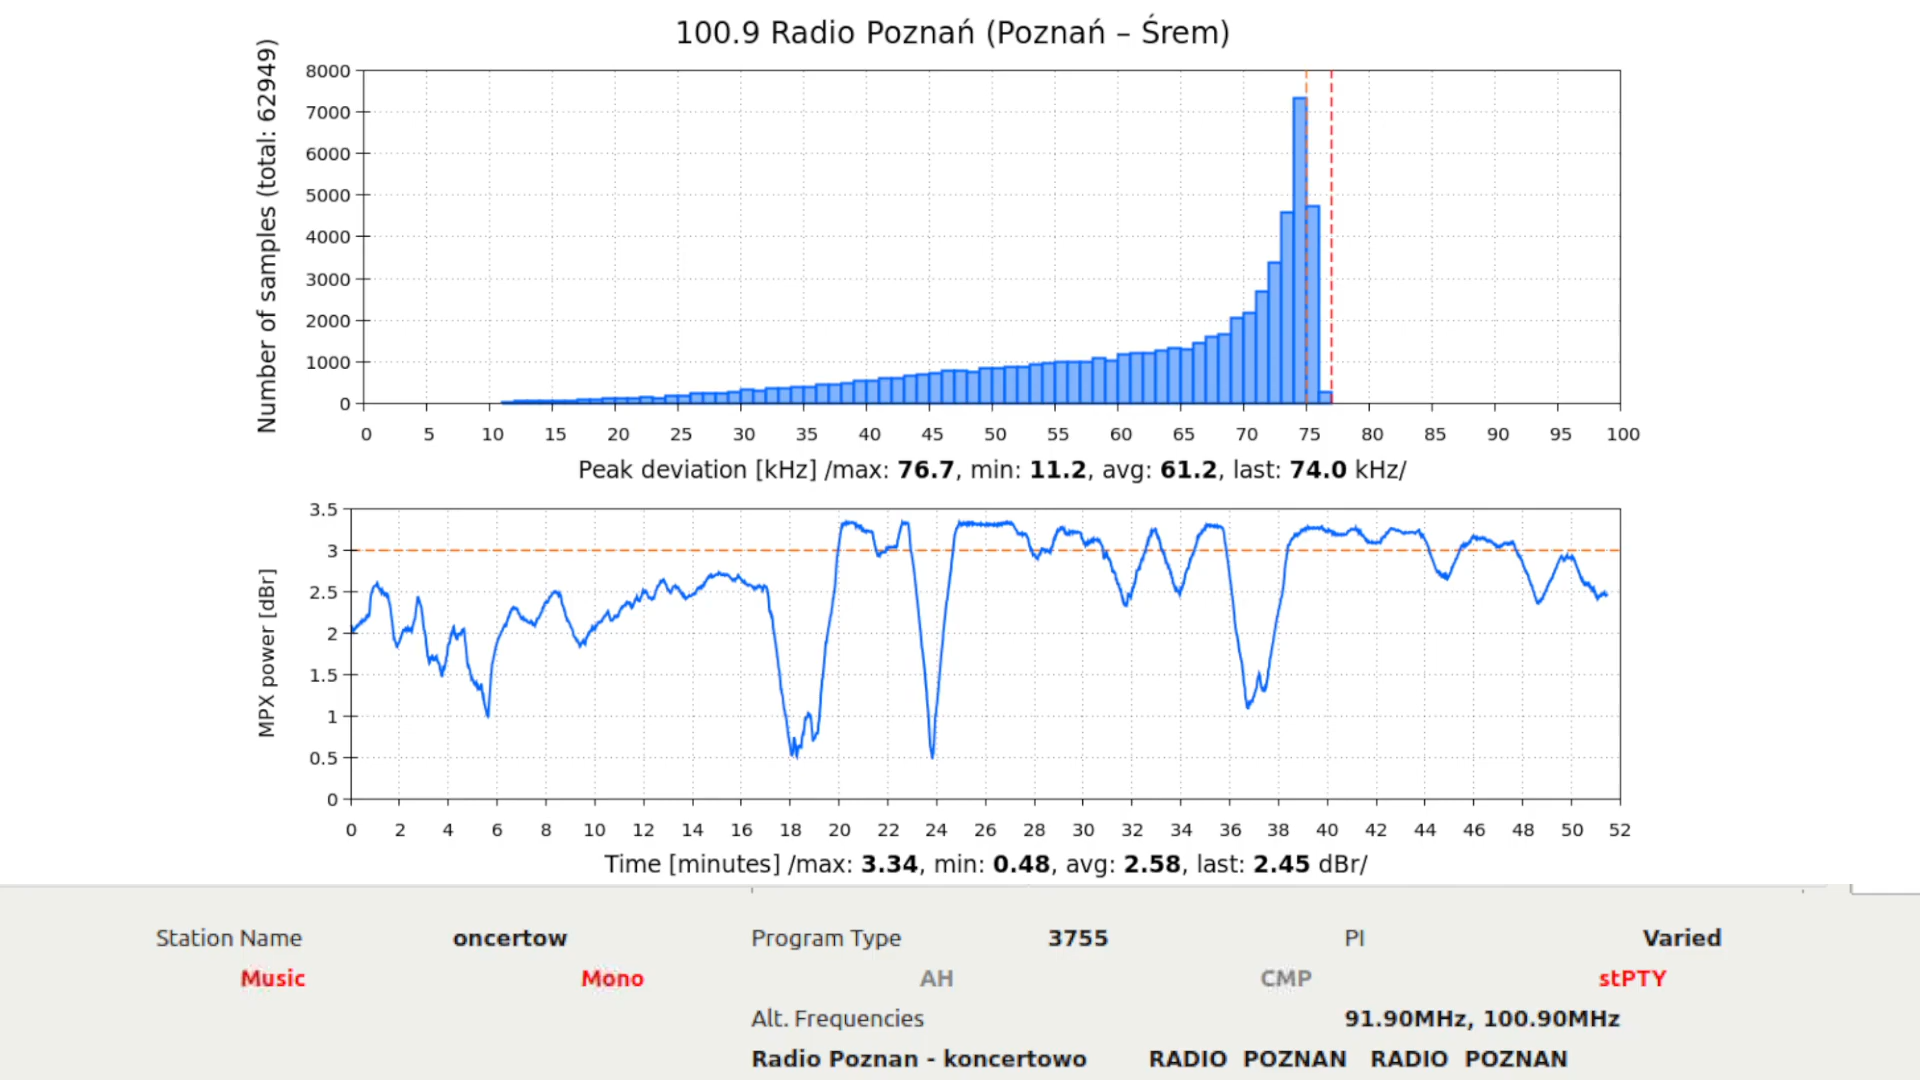 100.9 Radio Poznań (Poznań – Śrem)
Number of samples (total: 62949)
8000
7000
6000
5000
4000
3000
2000
1000
0
0 5 10 15 20 25 30 35 40 45 50 55 60 65 70 75 80 85 90 95 100
Peak deviation [kHz] /max: 76.7, min: 11.2, avg: 61.2, last: 74.0 kHz/
MPX power [dBr]
3.5
3
2.5
2
1.5
1
0.5
0
0 2 4 6 8 10 12 14 16 18 20 22 24 26 28 30 32 34 36 38 40 42 44 46 48 50 52
Time [minutes] /max: 3.34, min: 0.48, avg: 2.58, last: 2.45 dBr/
Station Name oncertow Program Type 3755 PI Varied
Music Mono AH CMP stPTY
Alt. Frequencies 91.90MHz, 100.90MHz
Radio Poznan - koncertowo RADIO POZNAN RADIO POZNAN